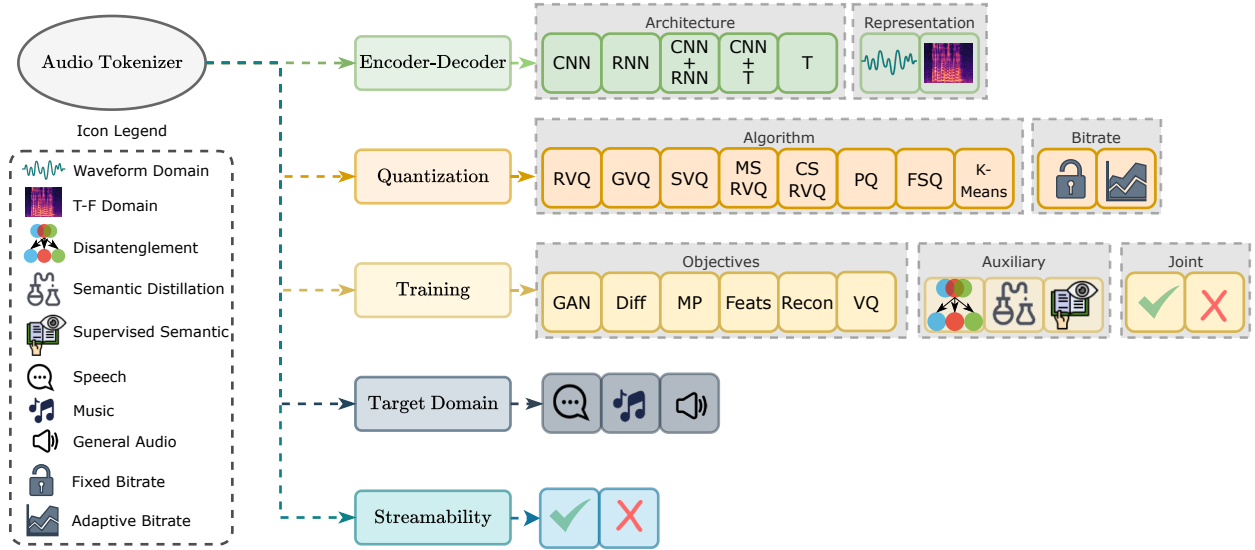 Audio Tokenizer
Icon Legend
Waveform Domain
T-F Domain
Disantenglement
Semantic Distillation
Supervised Semantic
Speech
Music
General Audio
Fixed Bitrate
Adaptive Bitrate
Encoder-Decoder
Architecture
CNN
RNN
CNN
+
RNN
CNN
+
T
T
Representation
Quantization
Algorithm
RVQ
GVQ
SVQ
MS
RVQ
CS
RVQ
PQ
FSQ
K-
Means
Bitrate
Training
Objectives
GAN
Diff
MP
Feats
Recon
VQ
Auxiliary
Joint
Target Domain
Streamability